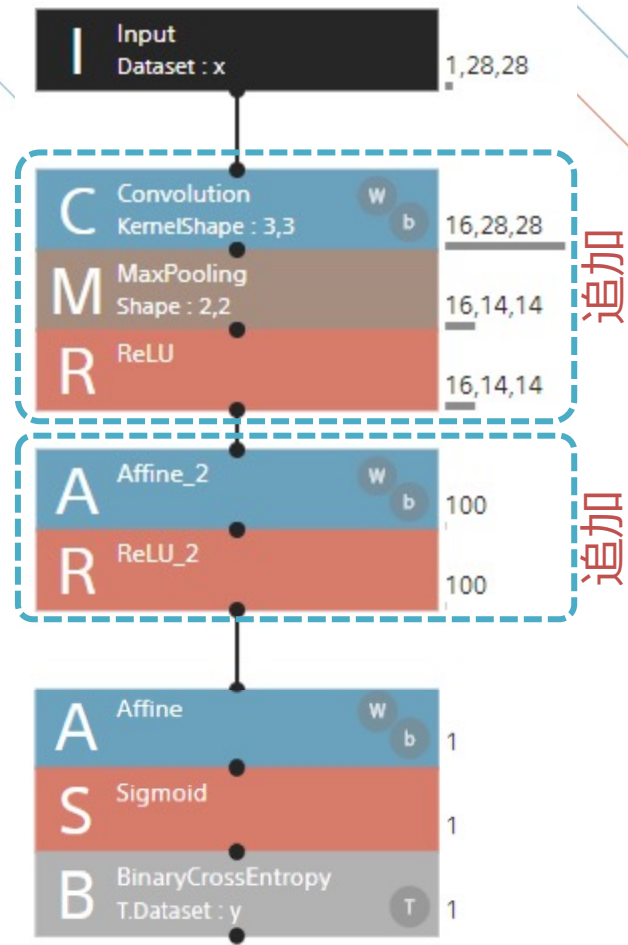 I
Input
Dataset : x
1,28,28
C
Convolution
KernelShape : 3,3
W
b
16,28,28
M
MaxPooling
Shape : 2,2
16,14,14
R
ReLU
16,14,14
追加
A
Affine_2
W
b
100
R
ReLU_2
100
追加
A
Affine
W
b
1
S
Sigmoid
1
B
BinaryCrossEntropy
T.Dataset : y
T
1